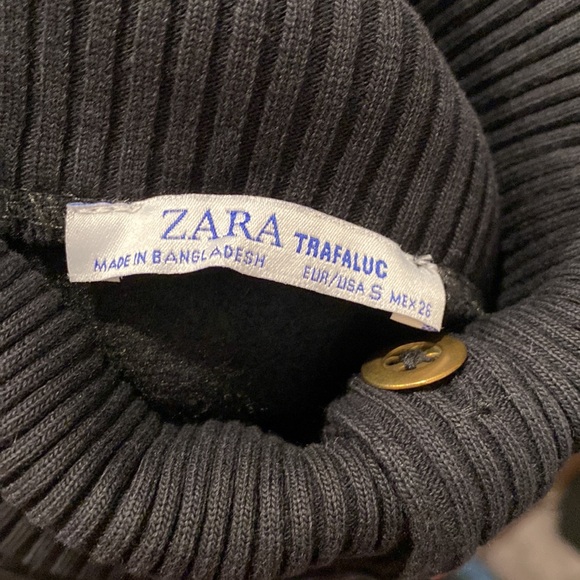 ZARA TRAFALUC
MADE IN BANGLADESH EUR/USA S MEX 26